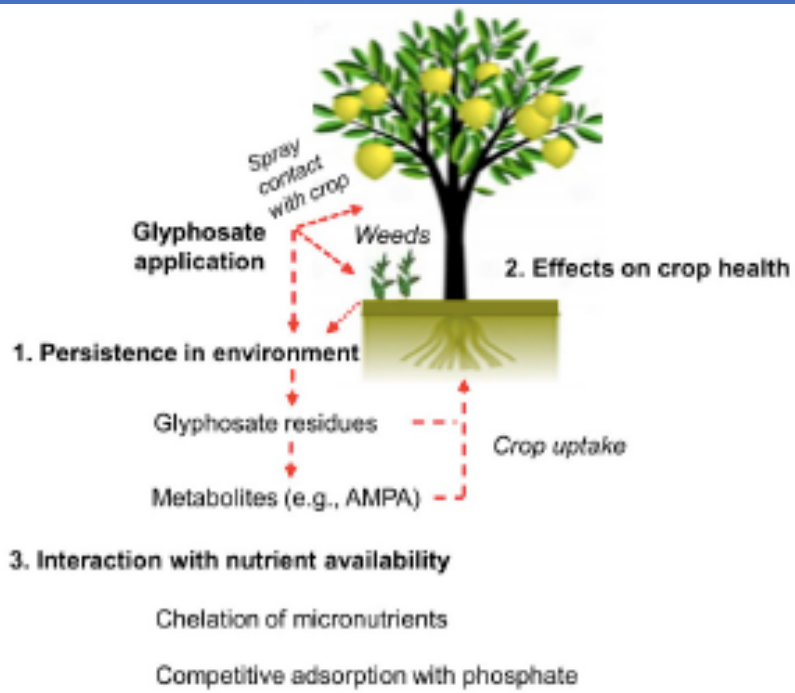 Spray
contact
with crop
Glyphosate
application
Weeds
2. Effects on crop health
1. Persistence in environment
Glyphosate residues
Crop uptake
Metabolites (e.g., AMPA)
3. Interaction with nutrient availability
Chelation of micronutrients
Competitive adsorption with phosphate